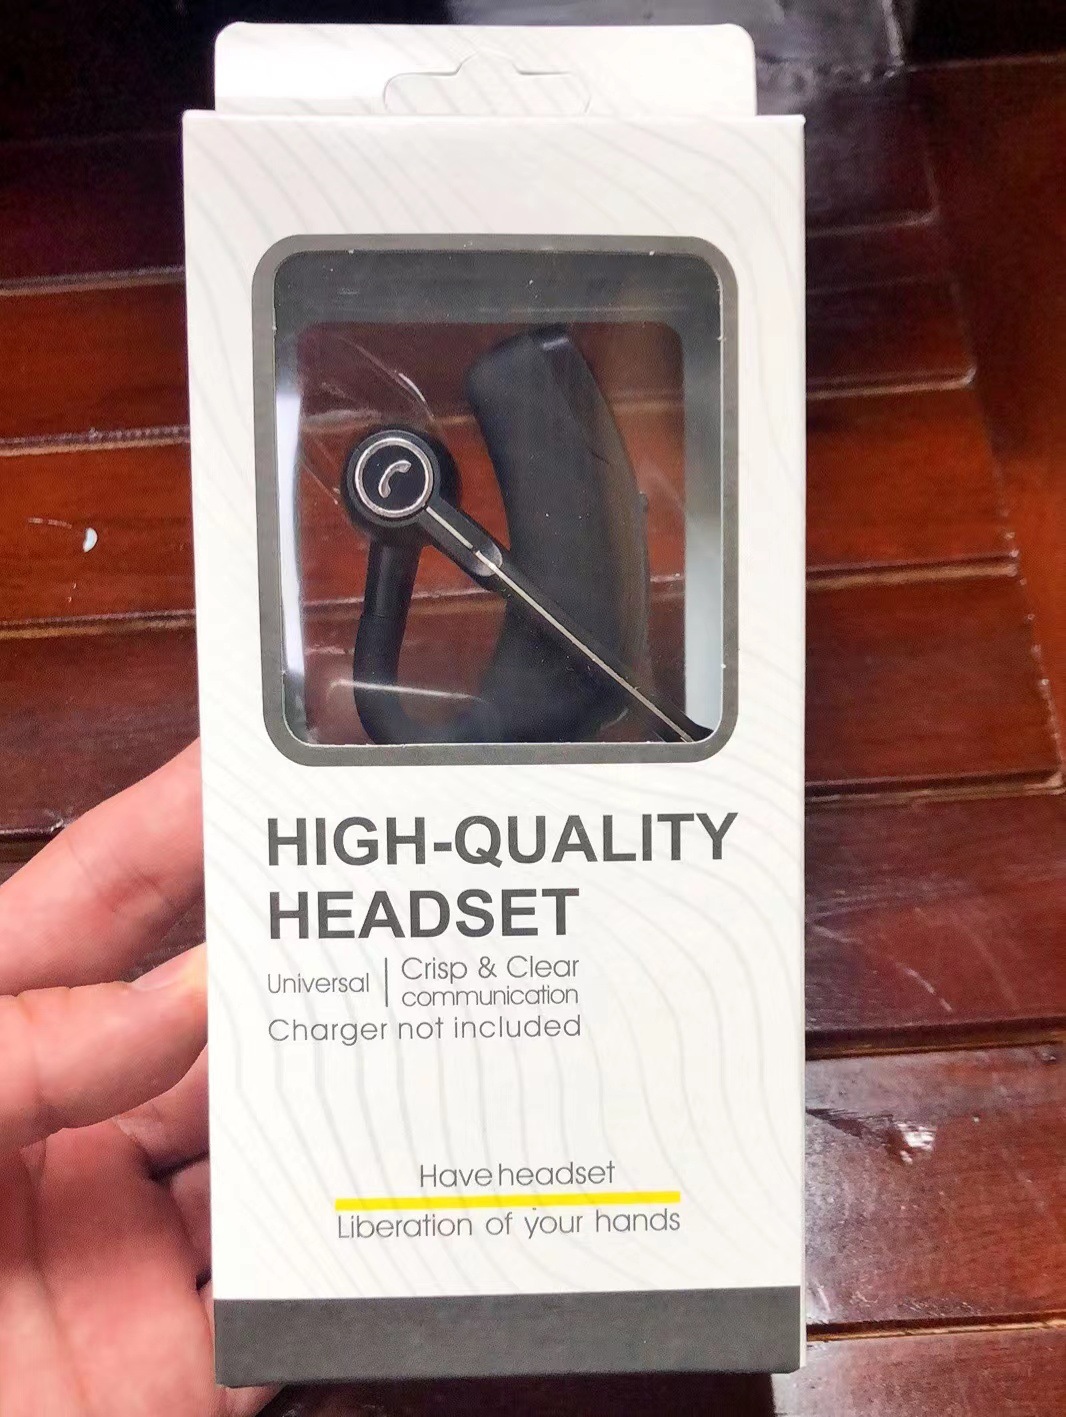 HIGH-QUALITY
HEADSET
Universal | Crisp & Clear
communication
Charger not included
Have headset
Liberation of your hands